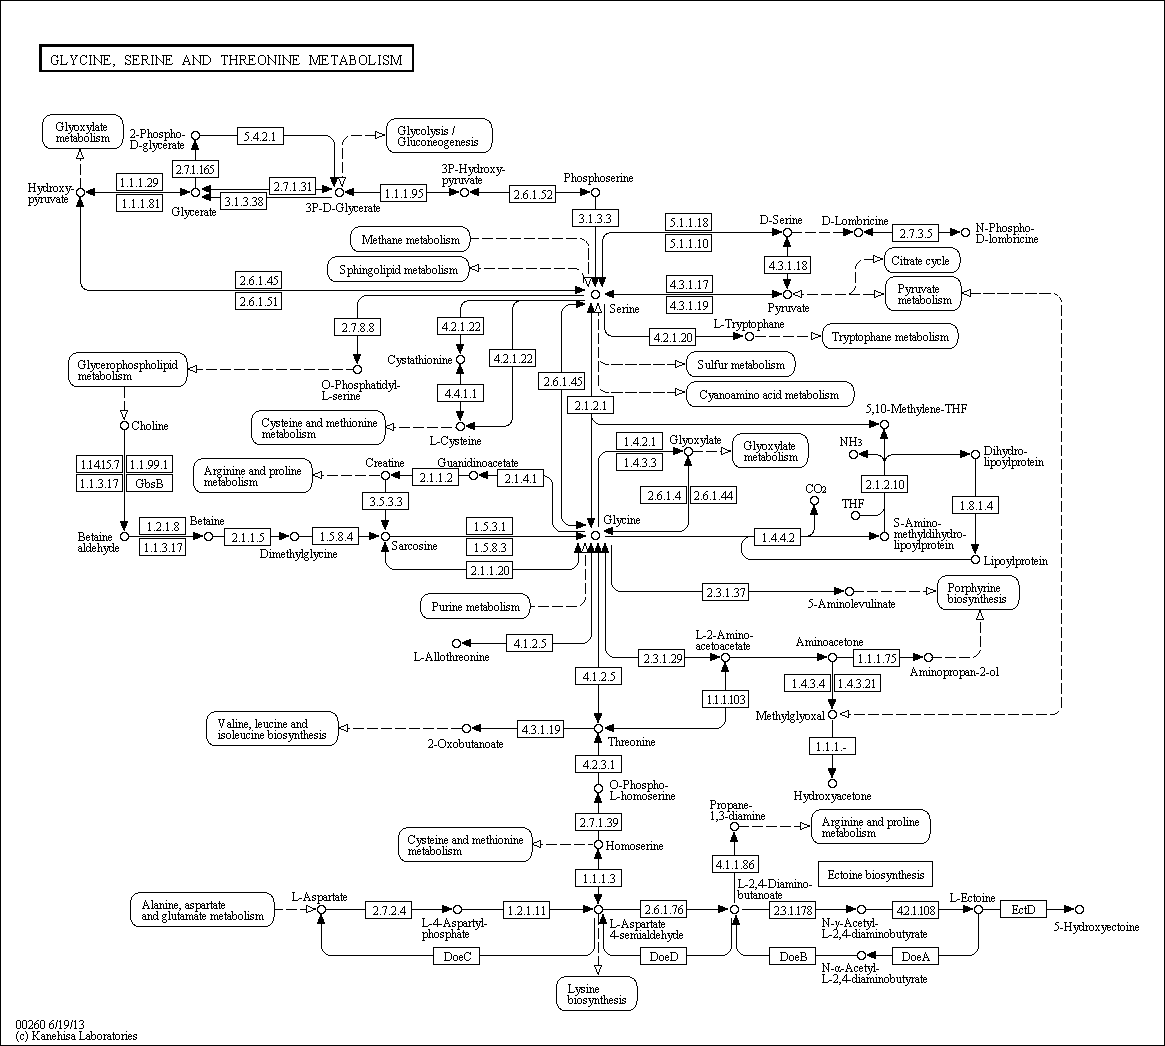 GLYCINE, SERINE AND THREONINE METABOLISM
Glyoxylate
metabolism
2-Phospho-
D-glycerate
5.4.2.1
Glycolysis /
Gluconeogenesis
2.7.1.165
3P-Hydroxy-
pyruvate
Phosphoserine
Hydroxy-
pyruvate
1.1.1.29
1.1.1.81
Glycerate
2.7.1.31
3.1.3.38
3P-D-Glycerate
1.1.1.95
2.6.1.52
3.1.3.3
Methane metabolism
Sphingolipid metabolism
5.1.1.18
5.1.1.10
D-Serine
D-Lombricine
2.7.3.5
N-Phospho-
D-lombricine
4.3.1.18
Citrate cycle
2.6.1.45
2.6.1.51
Serine
4.3.1.17
4.3.1.19
Pyruvate
Pyruvate
metabolism
2.7.8.8
4.2.1.22
4.2.1.22
4.2.1.20
L-Tryptophane
Tryptophane metabolism
Glycerophospholipid
metabolism
O-Phosphatidyl-
L-serine
Cystathionine
4.4.1.1
2.6.1.45
2.1.2.1
Sulfur metabolism
Cyanoamino acid metabolism
Choline
Cysteine and methionine
metabolism
L-Cysteine
5,10-Methylene-THF
1.14.15.7
1.1.99.1
1.1.3.17
GbsB
Arginine and proline
metabolism
Creatine
Guanidinoacetate
2.1.1.2
2.1.4.1
1.4.2.1
1.4.3.3
Glyoxylate
Glyoxylate
metabolism
NH3
Dihydro-
lipoylprotein
3.5.3.3
2.6.1.4
2.6.1.44
CO2
THF
2.1.2.10
1.8.1.4
Betaine
aldehyde
1.2.1.8
1.1.3.17
Betaine
2.1.1.5
Dimethylglycine
1.5.8.4
Sarcosine
1.5.3.1
1.5.8.3
2.1.1.20
Glycine
1.4.4.2
S-Amino-
methyldihydro-
lipoylprotein
Lipoylprotein
Purine metabolism
2.3.1.37
5-Aminolevulinate
Porphyrine
biosynthesis
L-Allothreonine
4.1.2.5
4.1.2.5
2.3.1.29
L-2-Amino-
acetoacetate
Aminoacetone
1.1.1.75
Aminopropan-2-ol
1.1.1.103
1.4.3.4
1.4.3.21
Methylglyoxal
Valine, leucine and
isoleucine biosynthesis
2-Oxobutanoate
4.3.1.19
Threonine
1.1.1.-
Hydroxyacetone
4.2.3.1
O-Phospho-
L-homoserine
2.7.1.39
Propane-
1,3-diamine
Arginine and proline
metabolism
Cysteine and methionine
metabolism
Homoserine
1.1.1.3
4.1.1.86
Ectoine biosynthesis
Alanine, aspartate
and glutamate metabolism
L-Aspartate
2.7.2.4
L-4-Aspartyl-
phosphate
1.2.1.11
L-Aspartate
4-semialdehyde
2.6.1.76
L-2,4-Diamino-
butanoate
2.3.1.178
N-γ-Acetyl-
L-2,4-diaminobutyrate
4.2.1.108
L-Ectoine
EctD
5-Hydroxyectoine
DoeC
DoeD
DoeB
N-α-Acetyl-
L-2,4-diaminobutyrate
DoeA
Lysine
biosynthesis
00260 6/19/13
(c) Kanehisa Laboratories